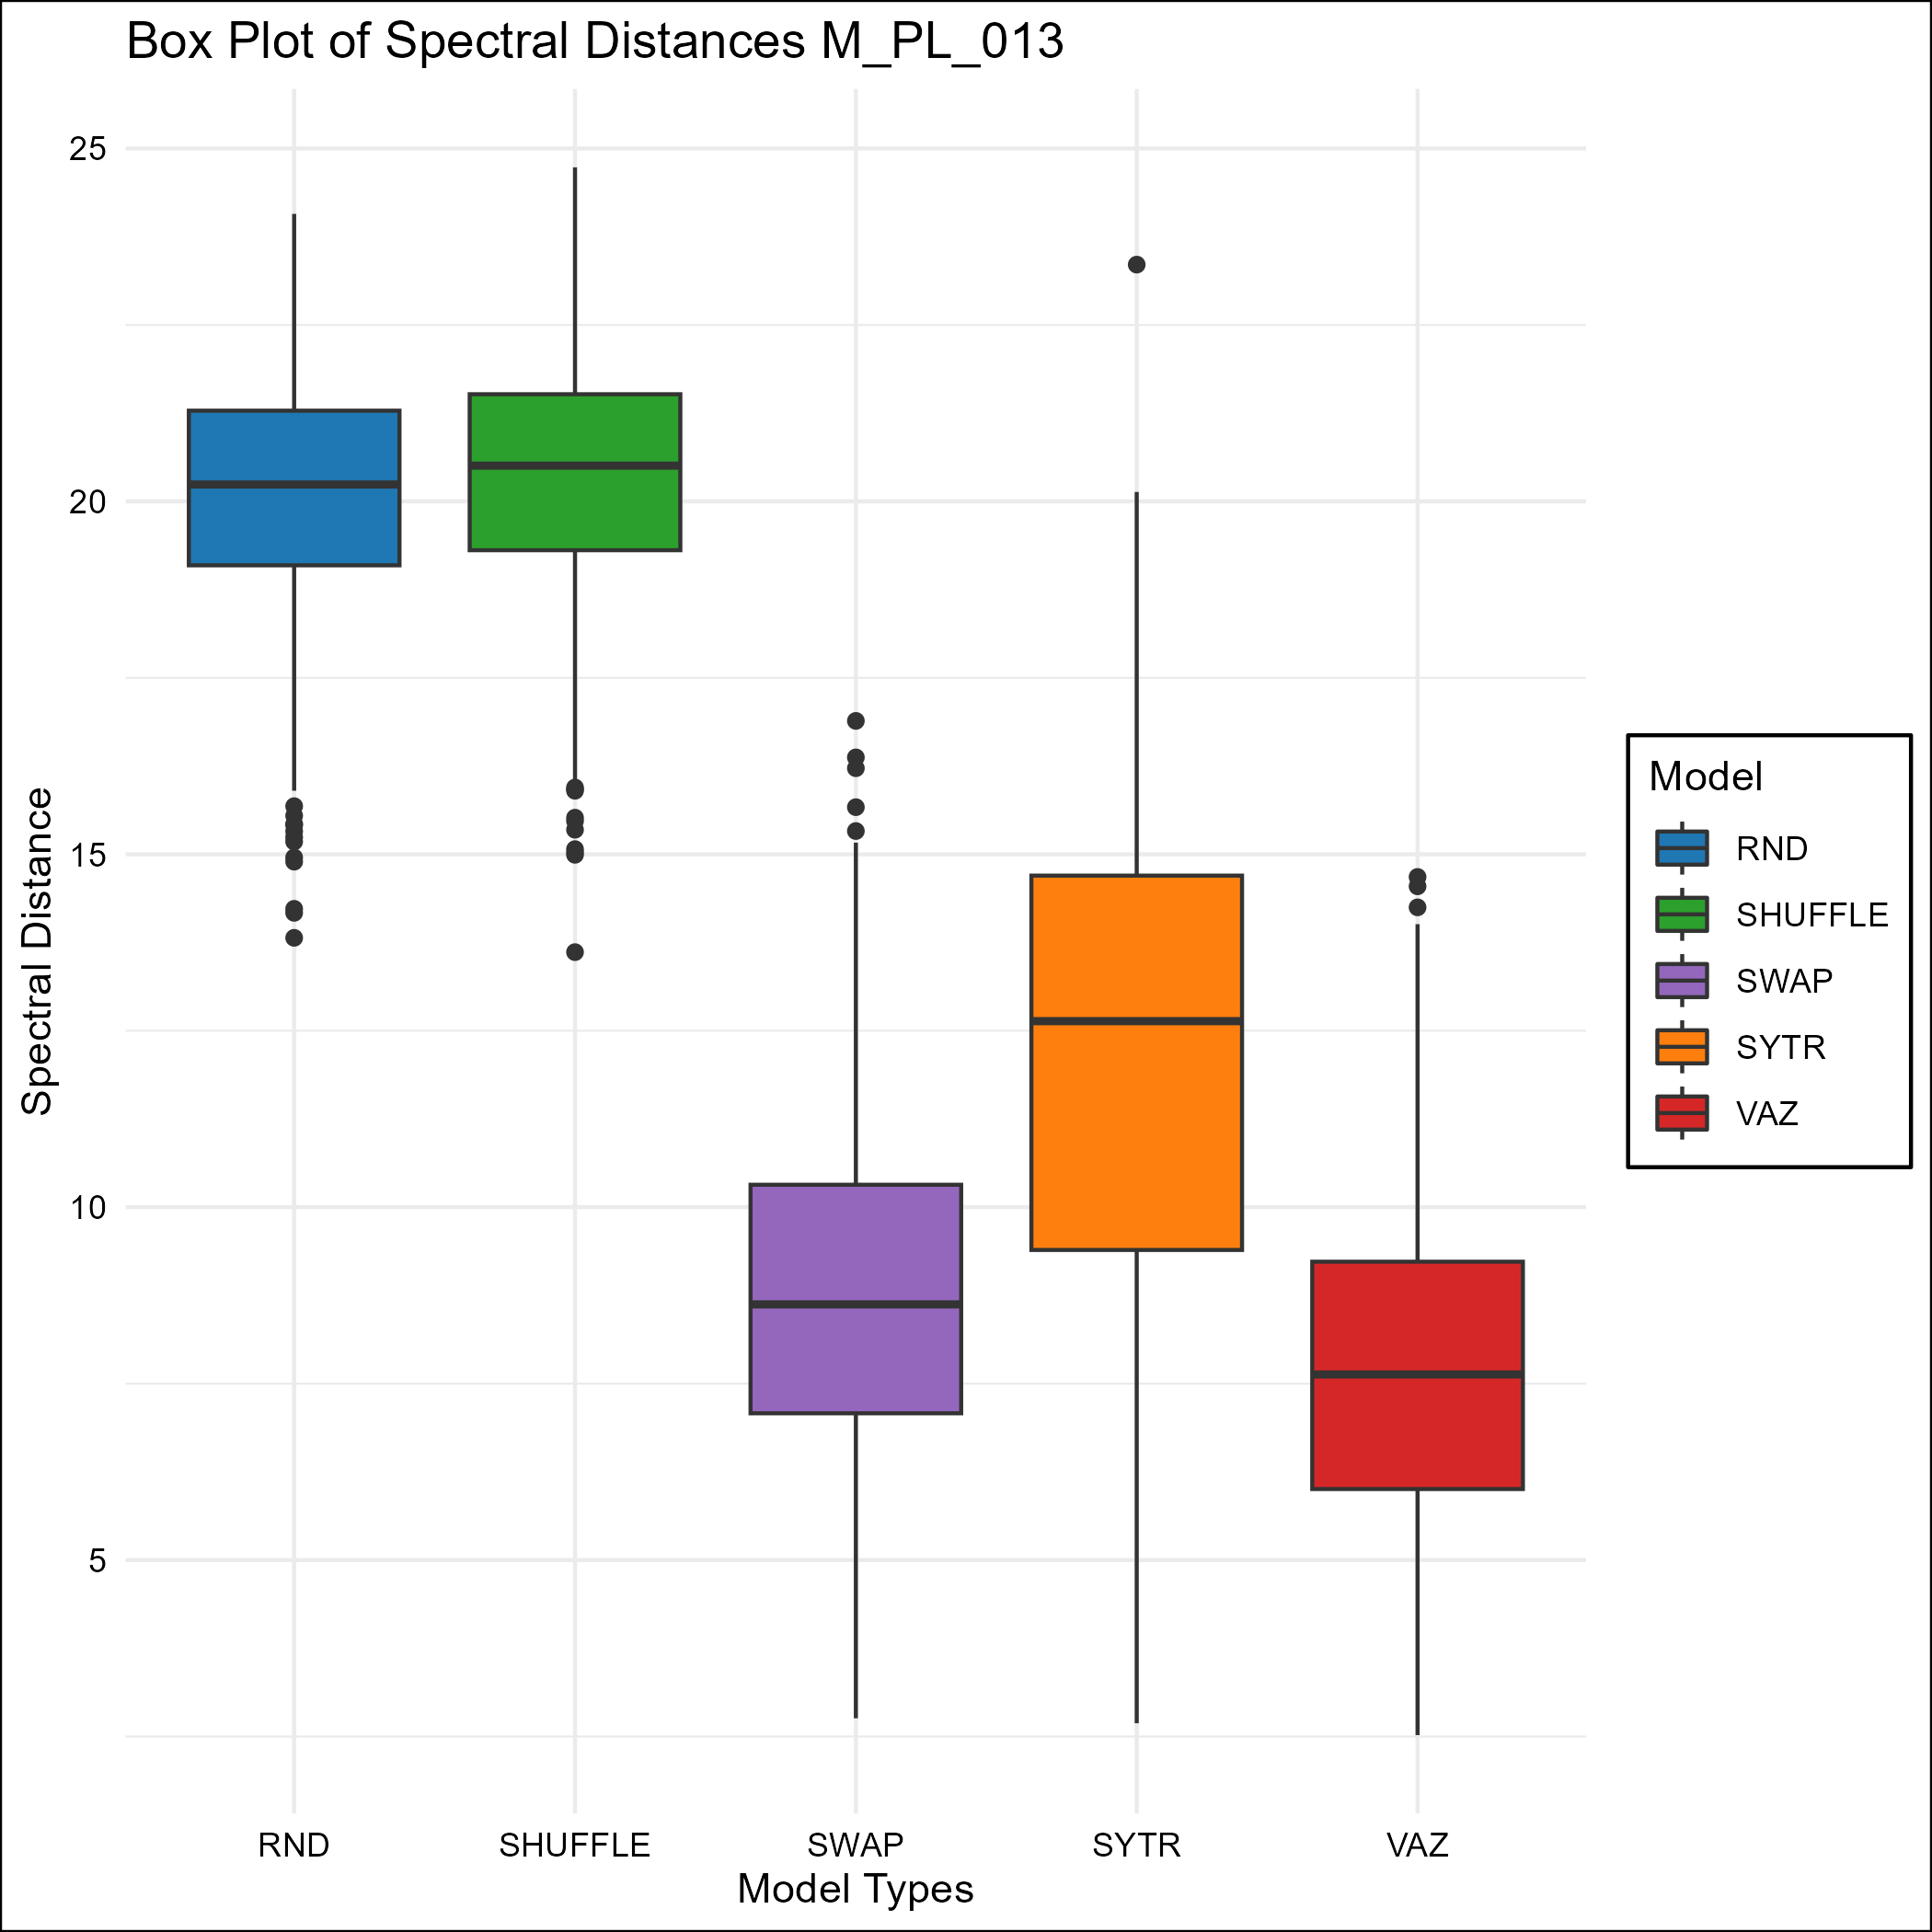 Box Plot of Spectral Distances M_PL_013
Spectral Distance
25
20
15
10
5
RND
SHUFFLE
SWAP
SYTR
VAZ
Model Types
Model
RND
SHUFFLE
SWAP
SYTR
VAZ